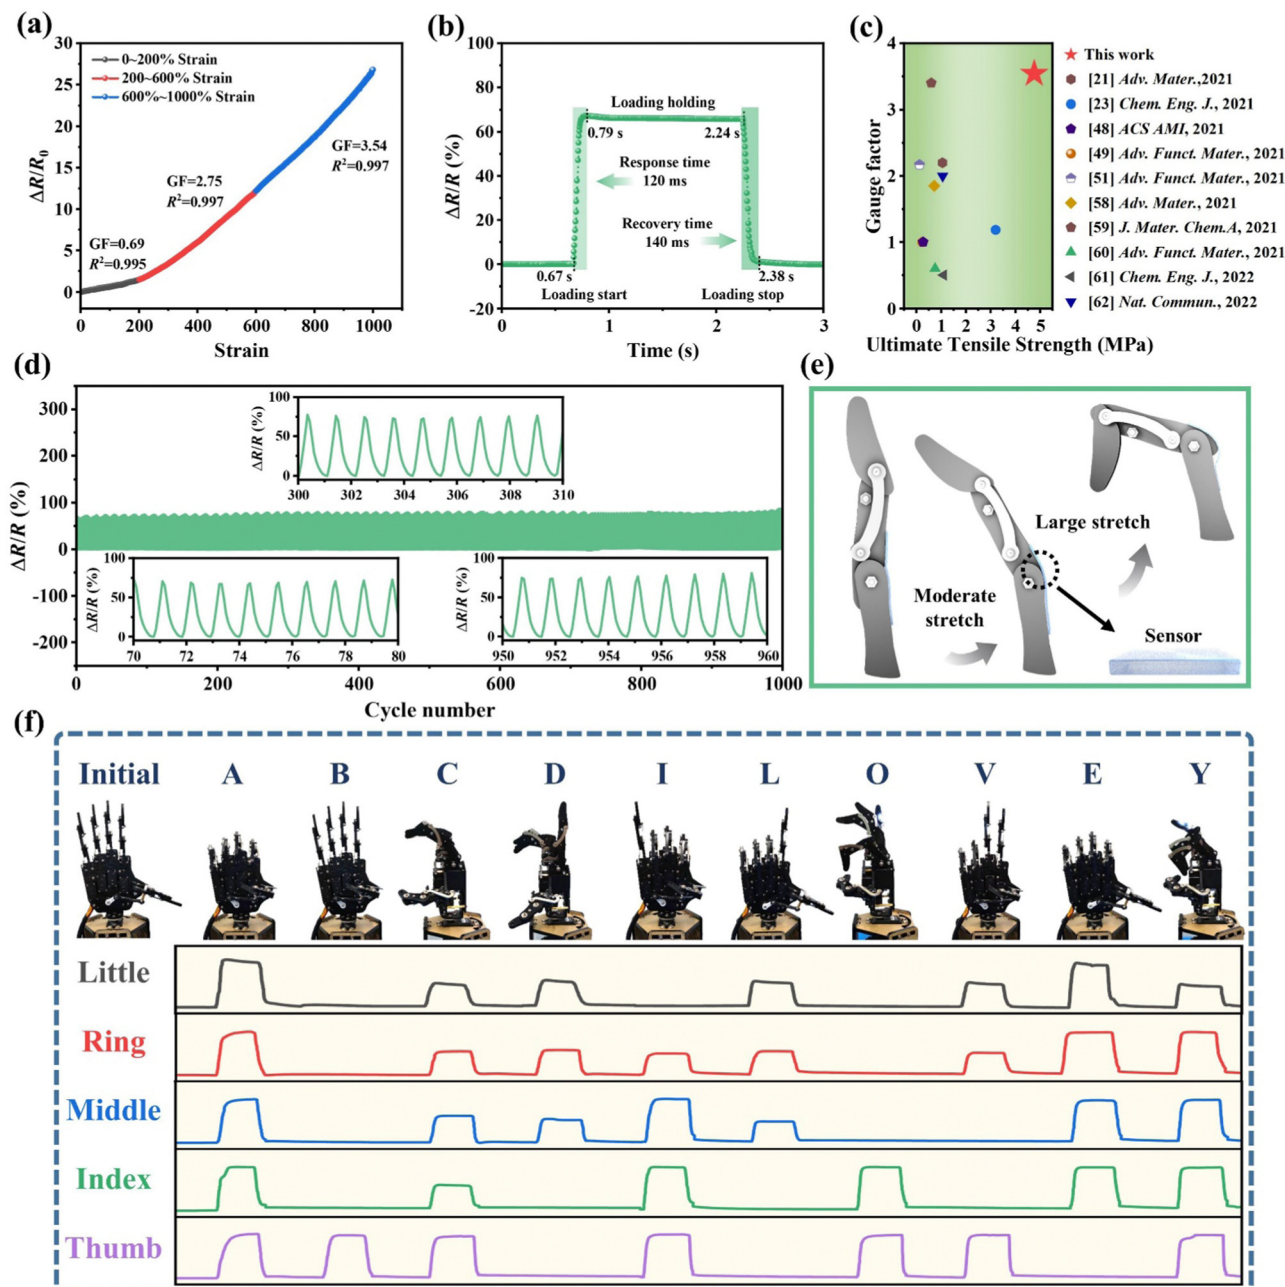 (a)
30
25
20
15
10
5
0
ΔR/R0
0~200% Strain
200~600% Strain
600%~1000% Strain
GF=3.54
R²=0.997
GF=2.75
R²=0.997
GF=0.69
R²=0.995
0 200 400 600 800 1000
Strain
(b)
100
80
60
40
20
0
-20
ΔR/R (%)
Loading holding
0.79 s 2.24 s
Response time
120 ms
Recovery time
140 ms
0.67 s 2.38 s
Loading start Loading stop
0 1 2 3
Time (s)
(c)
4
3
2
1
0
Gauge factor
0 1 2 3 4 5
Ultimate Tensile Strength (MPa)
This work
[21] Adv. Mater.,2021
[23] Chem. Eng. J., 2021
[48] ACS AMI, 2021
[49] Adv. Funct. Mater., 2021
[51] Adv. Funct. Mater., 2021
[58] Adv. Mater., 2021
[59] J. Mater. Chem.A, 2021
[60] Adv. Funct. Mater., 2021
[61] Chem. Eng. J., 2022
[62] Nat. Commun., 2022
(d)
300
200
100
0
-100
-200
ΔR/R (%)
100
50
0
ΔR/R (%)
300 302 304 306 308 310
100
50
0
ΔR/R (%)
70 72 74 76 78 80
100
50
0
ΔR/R (%)
950 952 954 956 958 960
0 200 400 600 800 1000
Cycle number
(e)
Large stretch
Moderate
stretch
Sensor
(f)
Initial A B C D I L O V E Y
Little
Ring
Middle
Index
Thumb